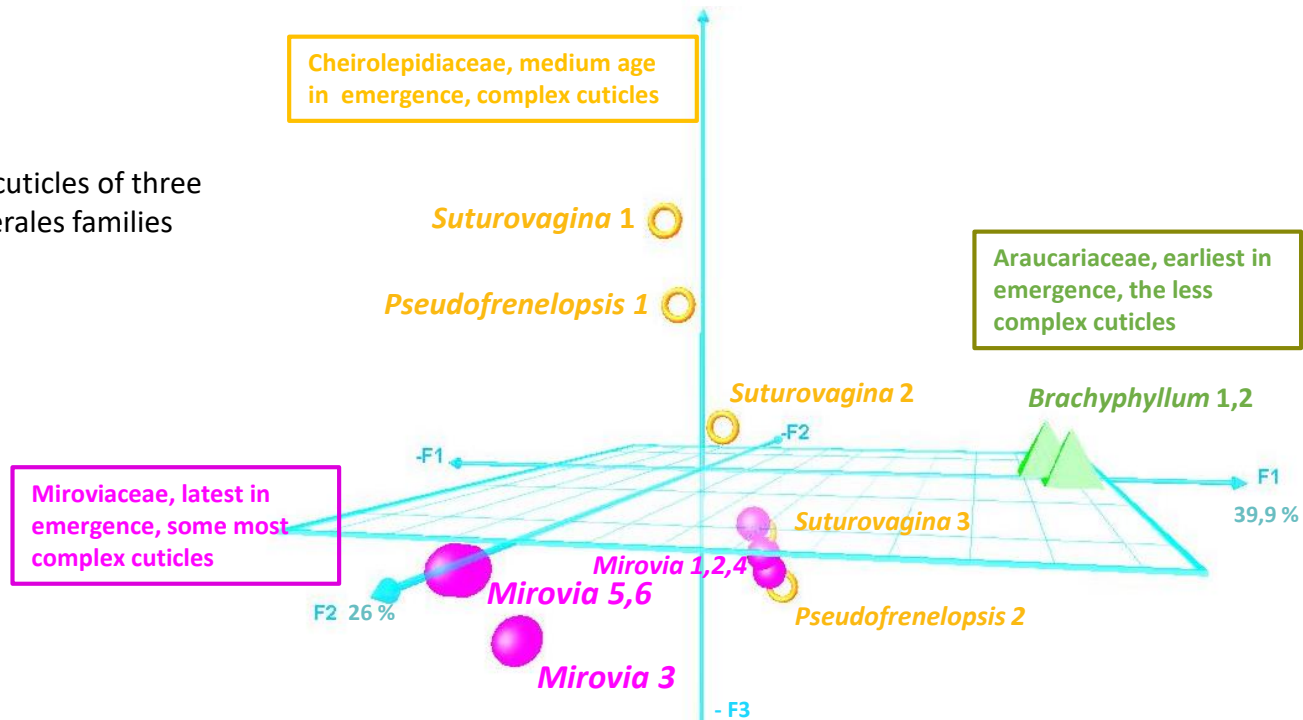 Cheirolepidiaceae, medium age
in emergence, complex cuticles
cuticles of three
erales families
Suturovagina 1
Pseudofrenelopsis 1
Araucariaceae, earliest in
emergence, the less
complex cuticles
Suturovagina 2
Brachyphyllum 1,2
-F2
-F1
F1
39,9 %
Miroviaceae, latest in
emergence, some most
complex cuticles
Suturovagina 3
Mirovia 1,2,4
Mirovia 5,6
F2 26 %
Pseudofrenelopsis 2
Mirovia 3
- F3